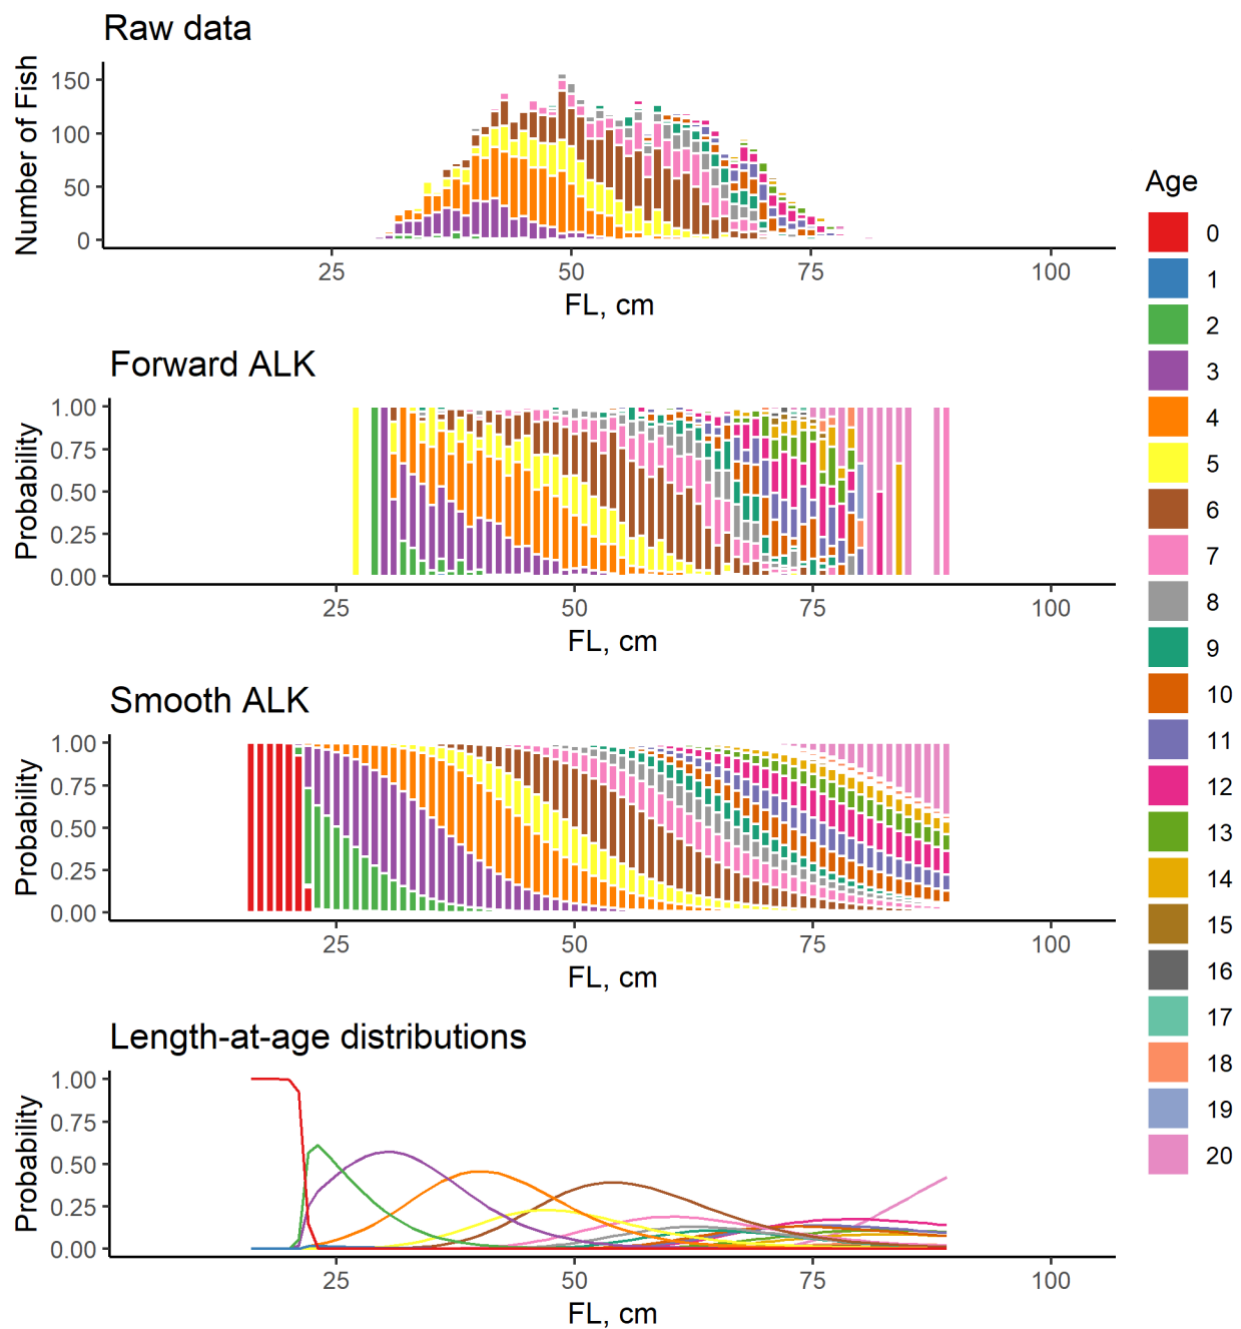 Raw data
Number of Fish
150
100
50
0
25 50 75 100
FL, cm
Forward ALK
Probability
1.00
0.75
0.50
0.25
0.00
25 50 75 100
FL, cm
Smooth ALK
Probability
1.00
0.75
0.50
0.25
0.00
25 50 75 100
FL, cm
Length-at-age distributions
Probability
1.00
0.75
0.50
0.25
0.00
25 50 75 100
FL, cm
Age
0
1
2
3
4
5
6
7
8
9
10
11
12
13
14
15
16
17
18
19
20